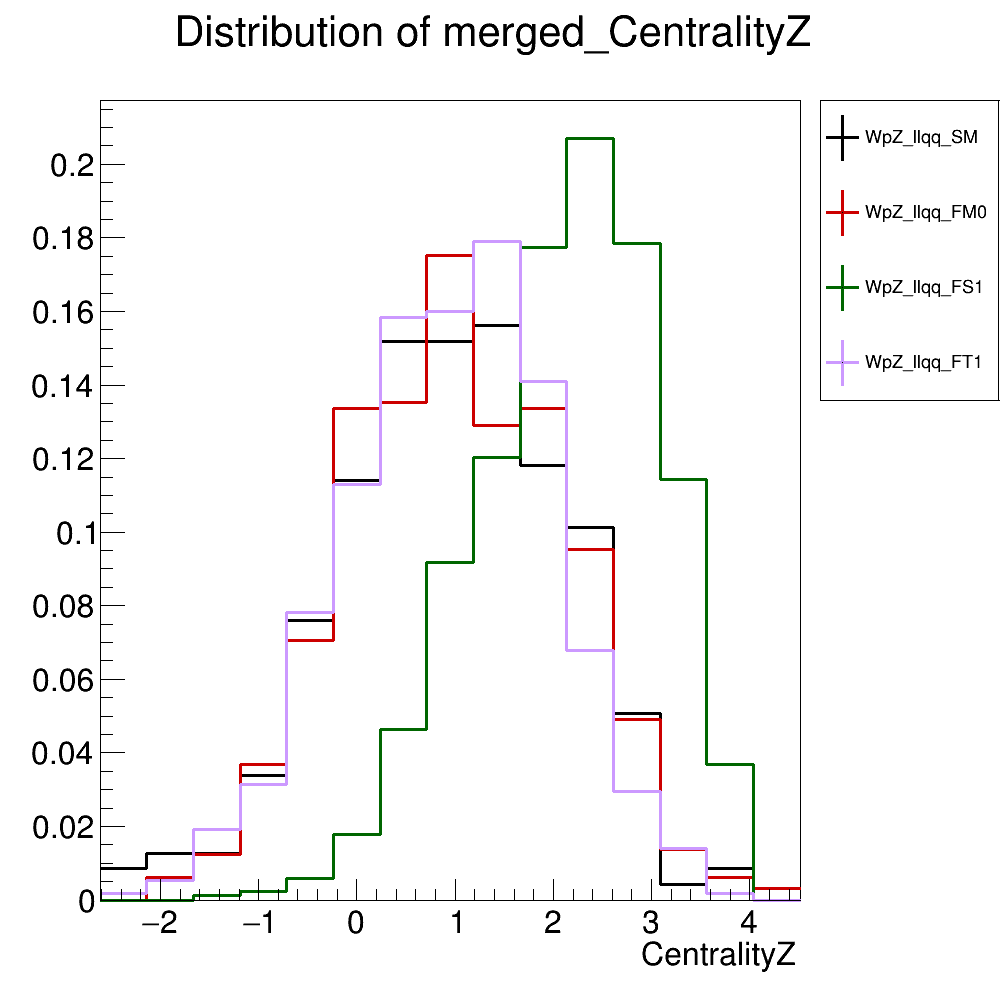 Distribution of merged_CentralityZ
WpZ_llqq_SM
WpZ_llqq_FM0
WpZ_llqq_FS1
WpZ_llqq_FT1
0.2
0.18
0.16
0.14
0.12
0.1
0.08
0.06
0.04
0.02
0
−2 −1 0 1 2 3 4
CentralityZ